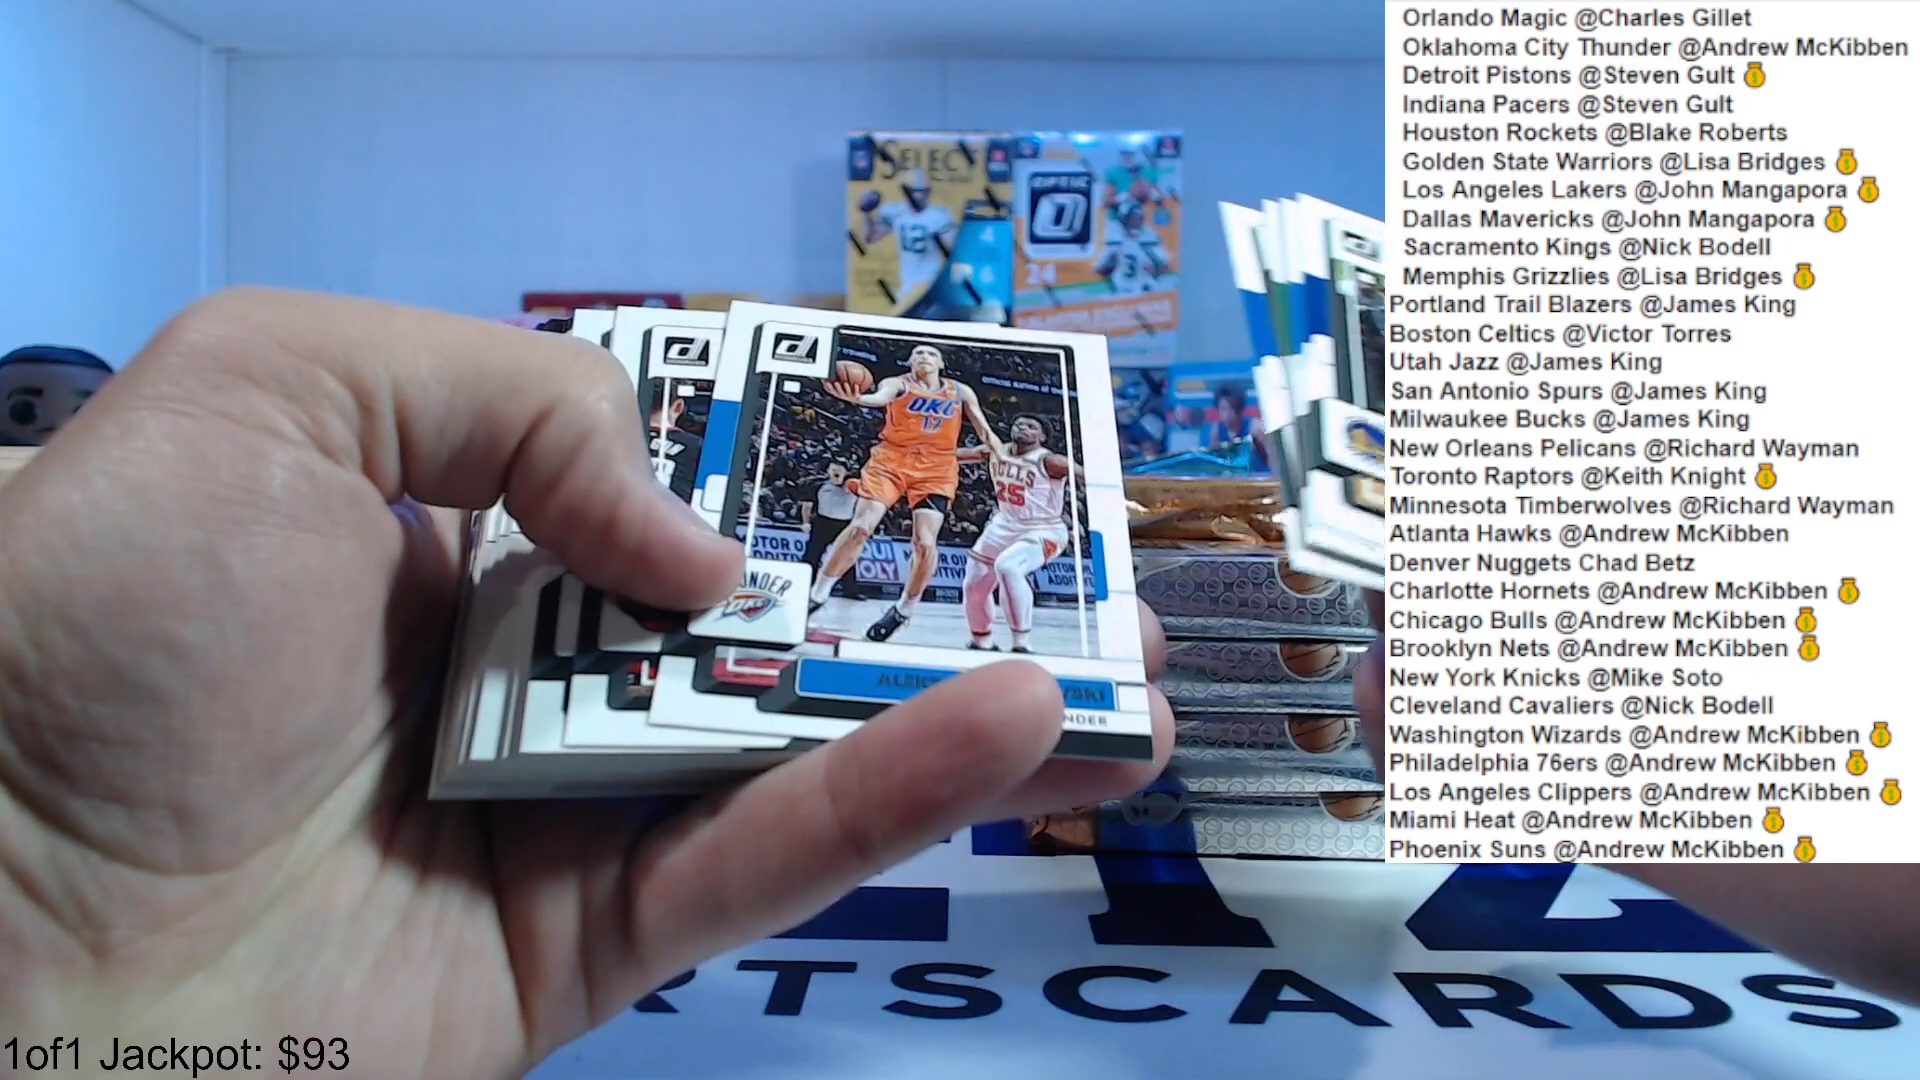 Orlando Magic @Charles Gillet
Oklahoma City Thunder @Andrew McKibben
Detroit Pistons @Steven Gult
Indiana Pacers @Steven Gult
Houston Rockets @Blake Roberts
Golden State Warriors @Lisa Bridges
Los Angeles Lakers @John Mangapora
Dallas Mavericks @John Mangapora
Sacramento Kings @Nick Bodell
Memphis Grizzlies @Lisa Bridges
Portland Trail Blazers @James King
Boston Celtics @Victor Torres
Utah Jazz @James King
San Antonio Spurs @James King
Milwaukee Bucks @James King
New Orleans Pelicans @Richard Wayman
Toronto Raptors @Keith Knight
Minnesota Timberwolves @Richard Wayman
Atlanta Hawks @Andrew McKibben
Denver Nuggets Chad Betz
Charlotte Hornets @Andrew McKibben
Chicago Bulls @Andrew McKibben
Brooklyn Nets @Andrew McKibben
New York Knicks @Mike Soto
Cleveland Cavaliers @Nick Bodell
Washington Wizards @Andrew McKibben
Philadelphia 76ers @Andrew McKibben
Los Angeles Clippers @Andrew McKibben
Miami Heat @Andrew McKibben
Phoenix Suns @Andrew McKibben
SELECT
12
OPTIC
24
3
OKC
17
BULLS
25
LIQUI
MOLY
OKC
RTSCARDS
1of1 Jackpot: $93